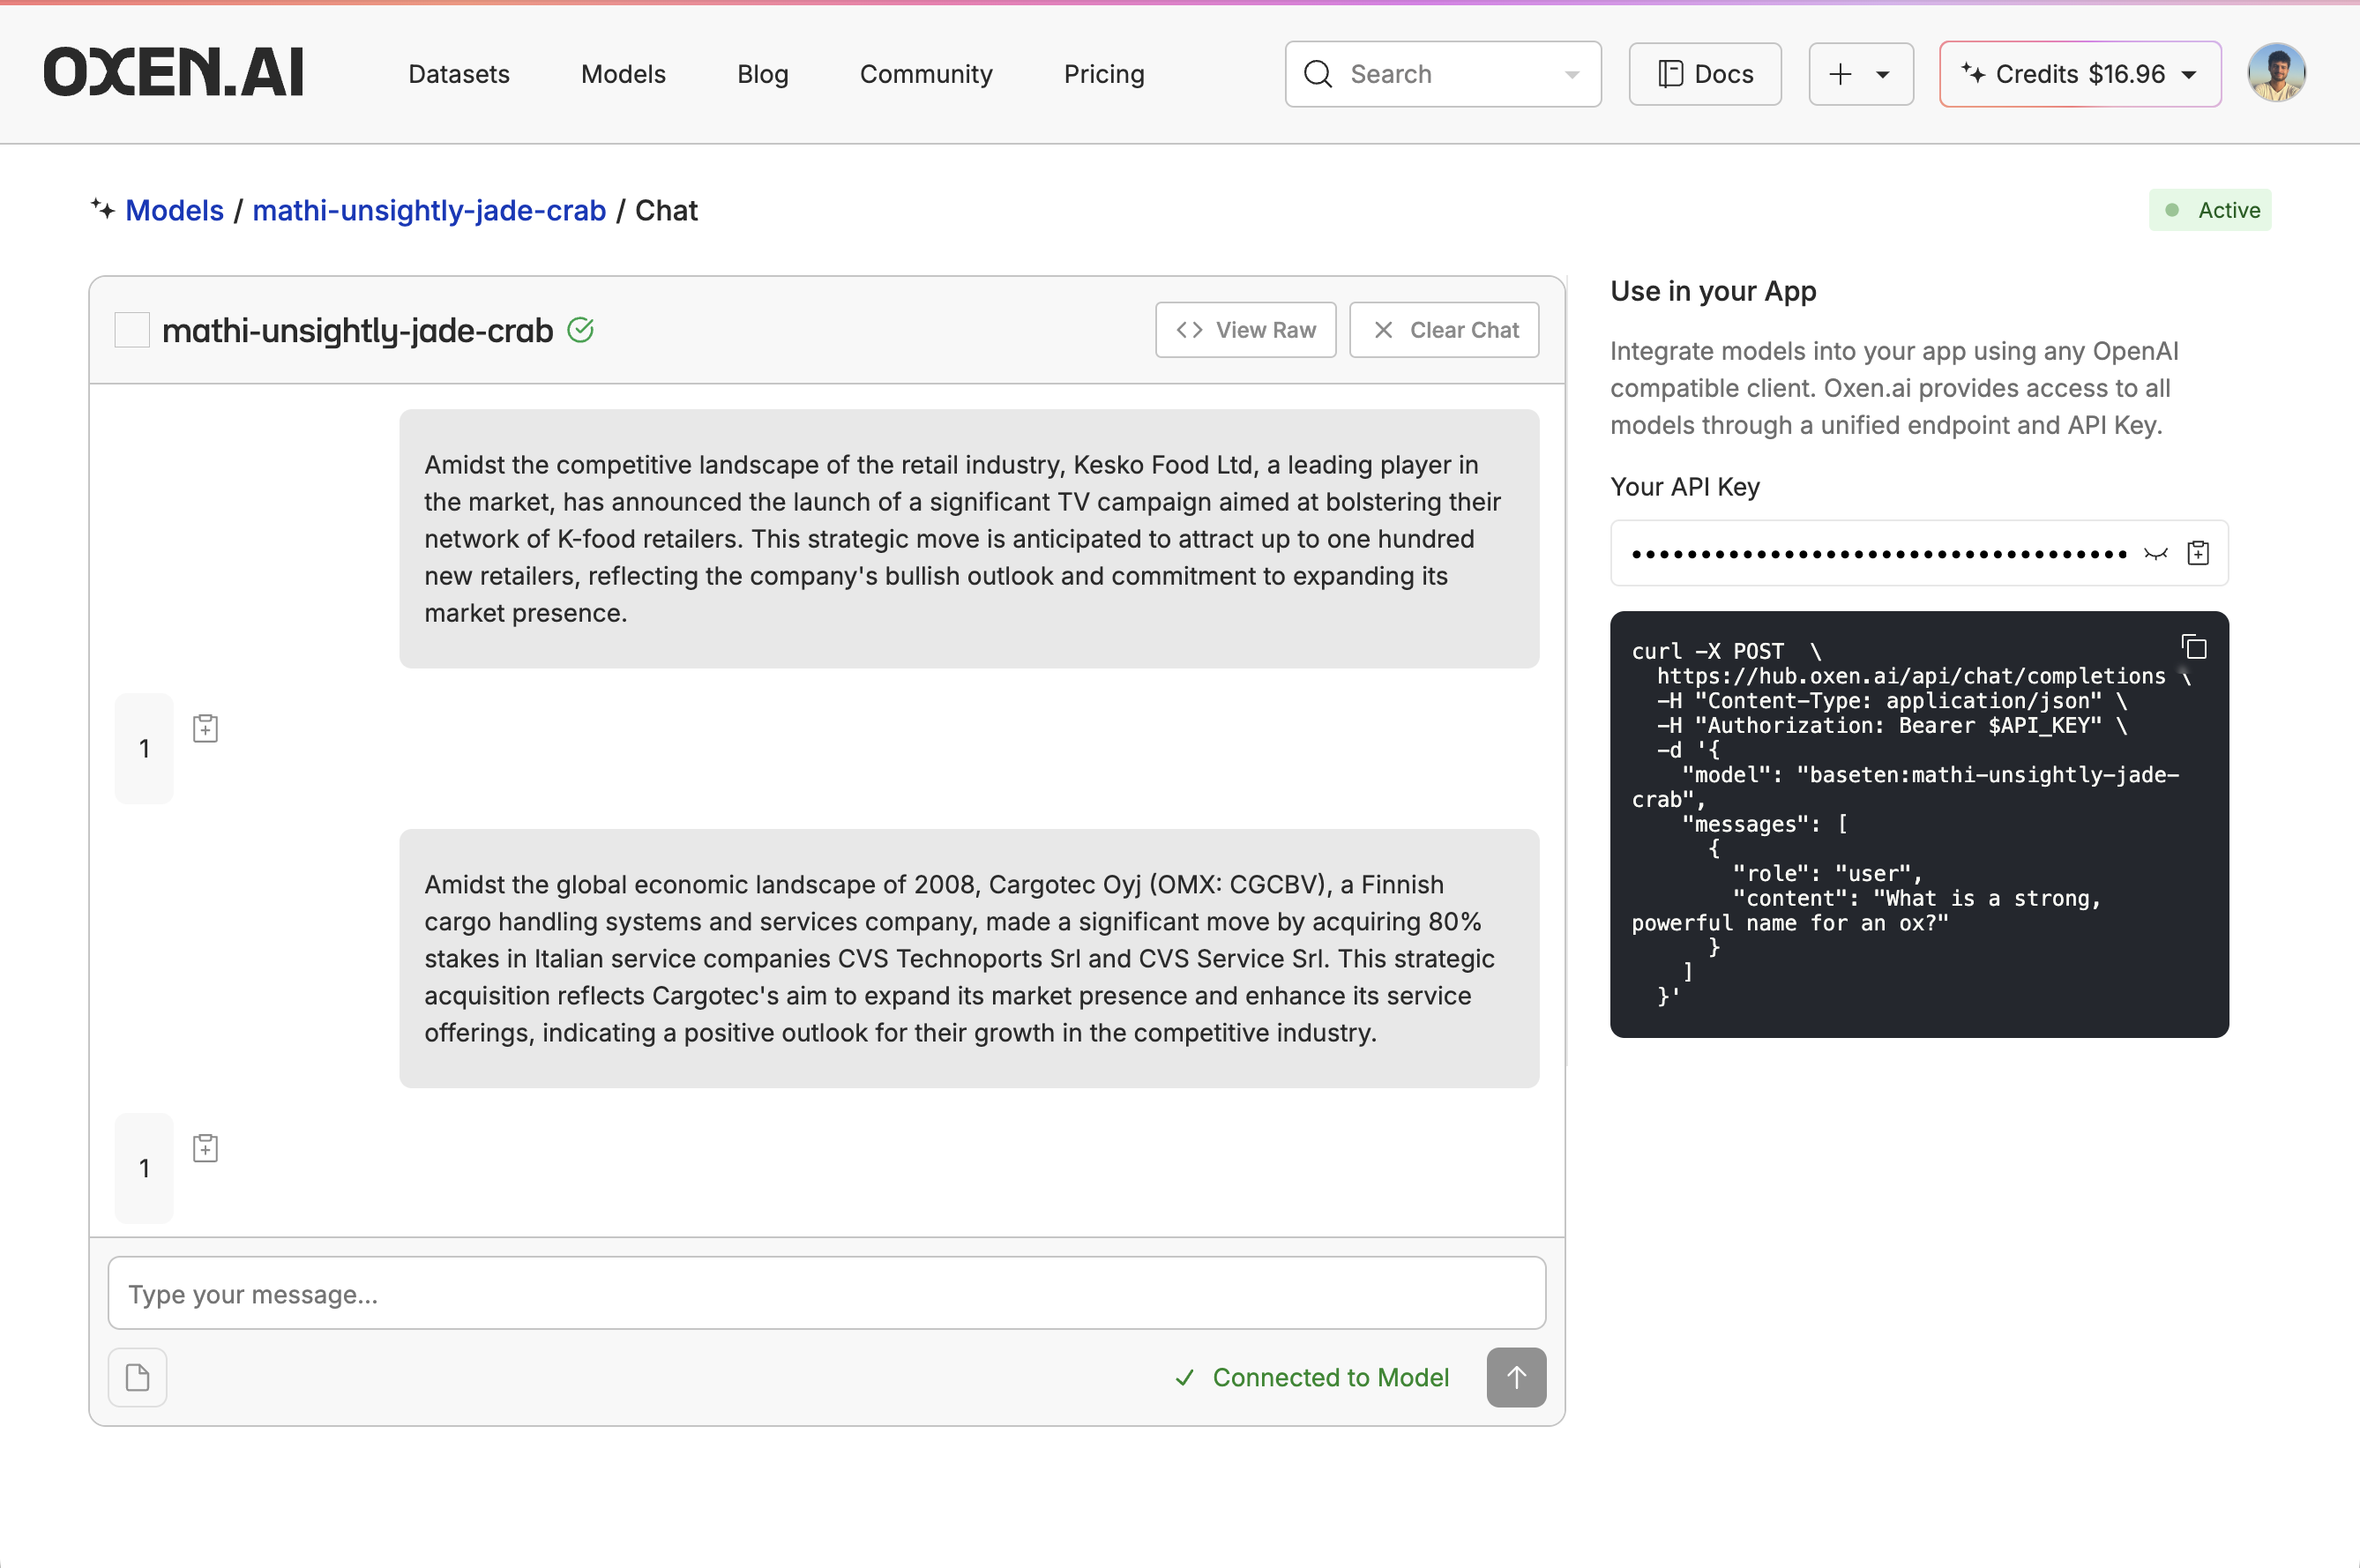 OXEN.AI
Datasets
Models
Blog
Community
Pricing
Search
Docs
Credits $16.96
Models / mathi-unsightly-jade-crab / Chat
Active
mathi-unsightly-jade-crab
View Raw
Clear Chat
Amidst the competitive landscape of the retail industry, Kesko Food Ltd, a leading player in
the market, has announced the launch of a significant TV campaign aimed at bolstering their
network of K-food retailers. This strategic move is anticipated to attract up to one hundred
new retailers, reflecting the company's bullish outlook and commitment to expanding its
market presence.
1
Amidst the global economic landscape of 2008, Cargotec Oyj (OMX: CGCBV), a Finnish
cargo handling systems and services company, made a significant move by acquiring 80%
stakes in Italian service companies CVS Technoports Srl and CVS Service Srl. This strategic
acquisition reflects Cargotec's aim to expand its market presence and enhance its service
offerings, indicating a positive outlook for their growth in the competitive industry.
1
Type your message...
Connected to Model
Use in your App
Integrate models into your app using any OpenAI
compatible client. Oxen.ai provides access to all
models through a unified endpoint and API Key.
Your API Key
curl -X POST \
https://hub.oxen.ai/api/chat/completions \
-H "Content-Type: application/json" \
-H "Authorization: Bearer $API_KEY" \
-d '{
"model": "baseten:mathi-unsightly-jade-
crab",
"messages": [
{
"role": "user",
"content": "What is a strong,
powerful name for an ox?"
}
]
}'